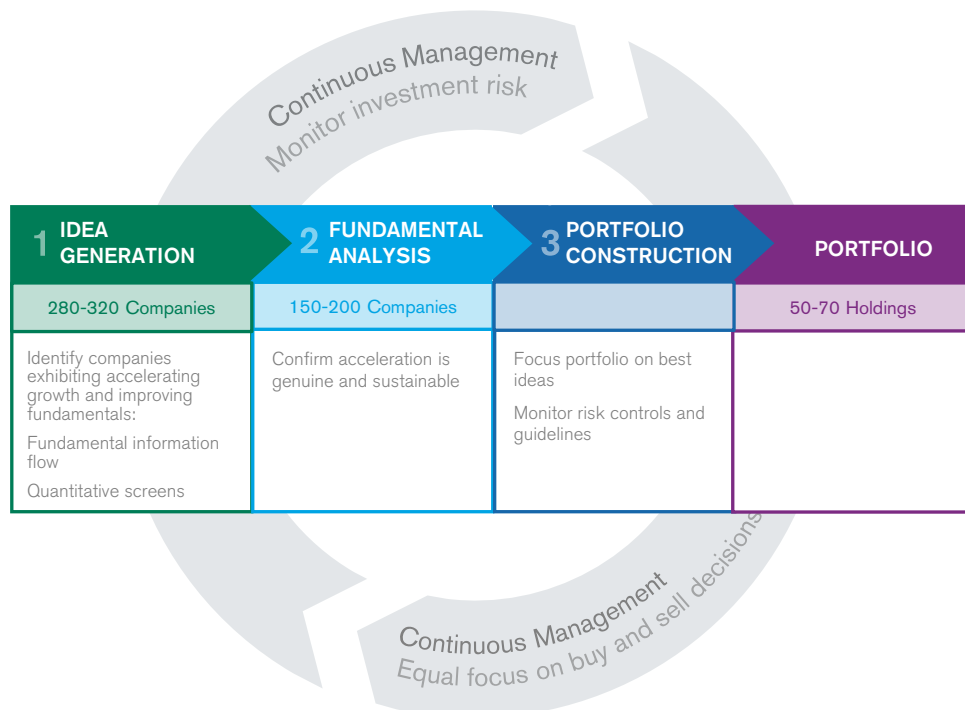 Continuous Management
Monitor investment risk
1 IDEA
GENERATION
2 FUNDAMENTAL
ANALYSIS
3 PORTFOLIO
CONSTRUCTION
PORTFOLIO
280-320 Companies
150-200 Companies
50-70 Holdings
Identify companies
exhibiting accelerating
growth and improving
fundamentals:
Fundamental information
flow
Quantitative screens
Confirm acceleration is
genuine and sustainable
Focus portfolio on best
ideas
Monitor risk controls and
guidelines
Continuous Management
Equal focus on buy and sell decisions